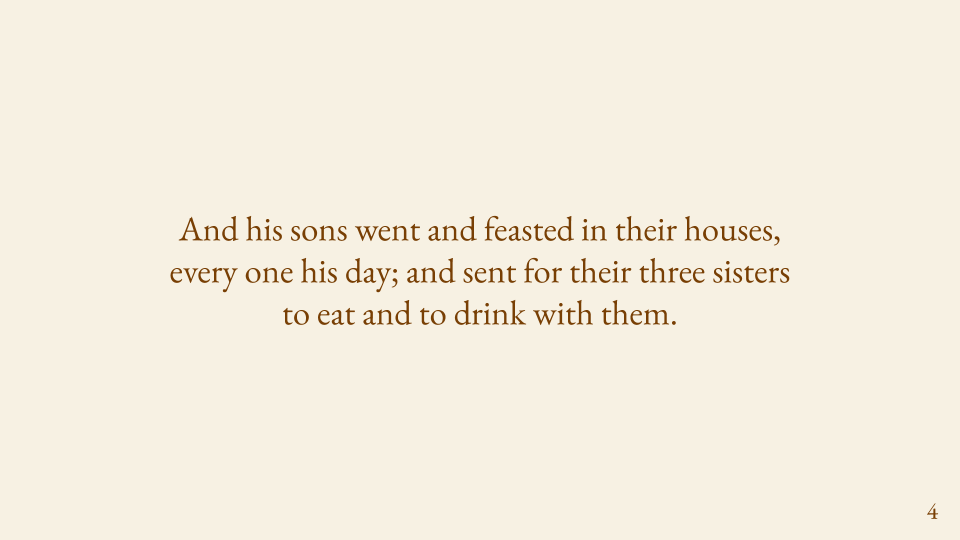 And his sons went and feasted in their houses,
every one his day; and sent for their three sisters
to eat and to drink with them.
4